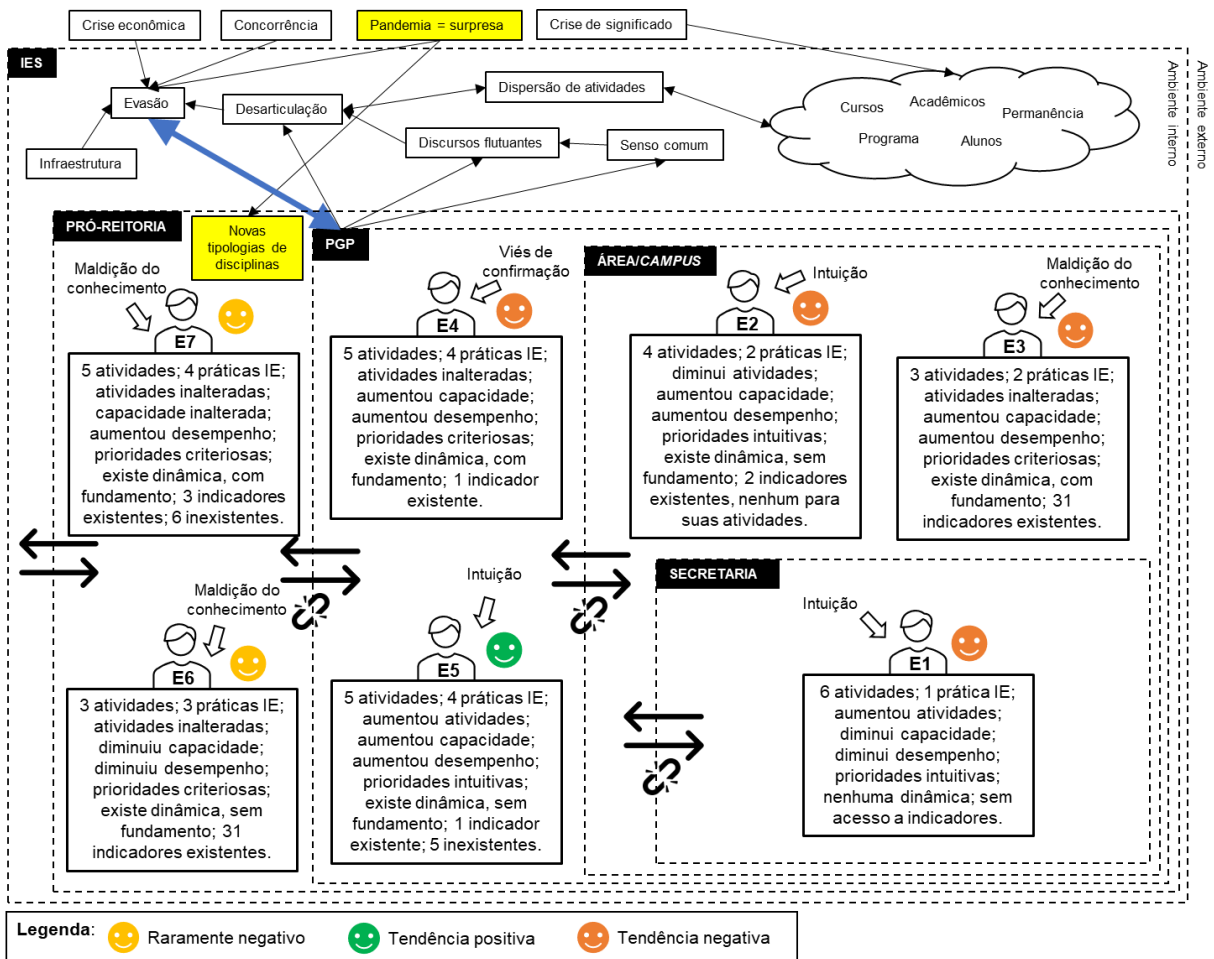 Crise econômica
Concorrência
Pandemia = surpresa
Crise de significado
IES
Ambiente interno
Ambiente externo
Evasão
Desarticulação
Dispersão de atividades
Cursos
Acadêmicos
Permanência
Programa
Alunos
Infraestrutura
Discursos flutuantes
Senso comum
PRÓ-REITORIA
Novas
tipologias de
disciplinas
PGP
ÁREA/CAMPUS
Maldição do
conhecimento
E7
5 atividades; 4 práticas IE;
atividades inalteradas;
capacidade inalterada;
aumentou desempenho;
prioridades criteriosas;
existe dinâmica, com
fundamento; 3 indicadores
existentes; 6 inexistentes.
Viés de
confirmação
E4
5 atividades; 4 práticas IE;
atividades inalteradas;
aumentou capacidade;
aumentou desempenho;
prioridades criteriosas;
existe dinâmica, com
fundamento; 1 indicador
existente.
Intuição
E2
4 atividades; 2 práticas IE;
diminui atividades;
aumentou capacidade;
aumentou desempenho;
prioridades intuitivas;
existe dinâmica, sem
fundamento; 2 indicadores
existentes, nenhum para
suas atividades.
Maldição do
conhecimento
E3
3 atividades; 2 práticas IE;
atividades inalteradas;
aumentou capacidade;
aumentou desempenho;
prioridades criteriosas;
existe dinâmica, com
fundamento; 31
indicadores existentes.
Maldição do
conhecimento
E6
3 atividades; 3 práticas IE;
atividades inalteradas;
diminuiu capacidade;
diminuiu desempenho;
prioridades criteriosas;
existe dinâmica, sem
fundamento; 31
indicadores existentes.
Intuição
E5
5 atividades; 4 práticas IE;
aumentou atividades;
aumentou capacidade;
aumentou desempenho;
prioridades intuitivas;
existe dinâmica, sem
fundamento; 1 indicador
existente; 5 inexistentes.
SECRETARIA
Intuição
E1
6 atividades; 1 prática IE;
aumentou atividades;
diminui capacidade;
diminui desempenho;
prioridades intuitivas;
nenhuma dinâmica; sem
acesso a indicadores.
Legenda:
Raramente negativo
Tendência positiva
Tendência negativa